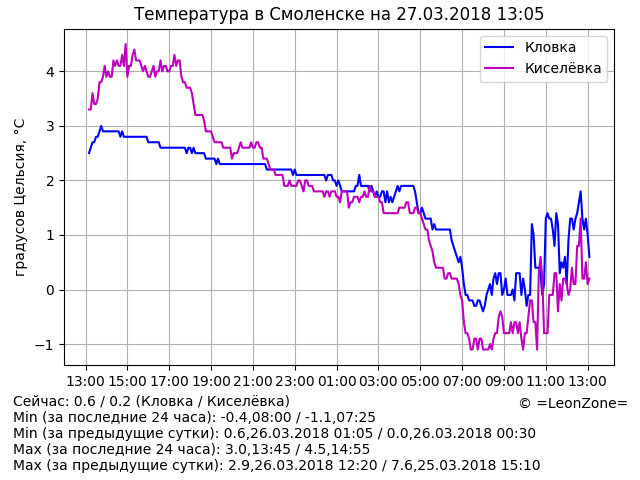 Температура в Смоленске на 27.03.2018 13:05
Кловка
Киселёвка
градусов Цельсия, °C
4
3
2
1
0
−1
13:00 15:00 17:00 19:00 21:00 23:00 01:00 03:00 05:00 07:00 09:00 11:00 13:00
Сейчас: 0.6 / 0.2 (Кловка / Киселёвка)
© =LeonZone=
Min (за последние 24 часа): -0.4,08:00 / -1.1,07:25
Min (за предыдущие сутки): 0.6,26.03.2018 01:05 / 0.0,26.03.2018 00:30
Max (за последние 24 часа): 3.0,13:45 / 4.5,14:55
Max (за предыдущие сутки): 2.9,26.03.2018 12:20 / 7.6,25.03.2018 15:10